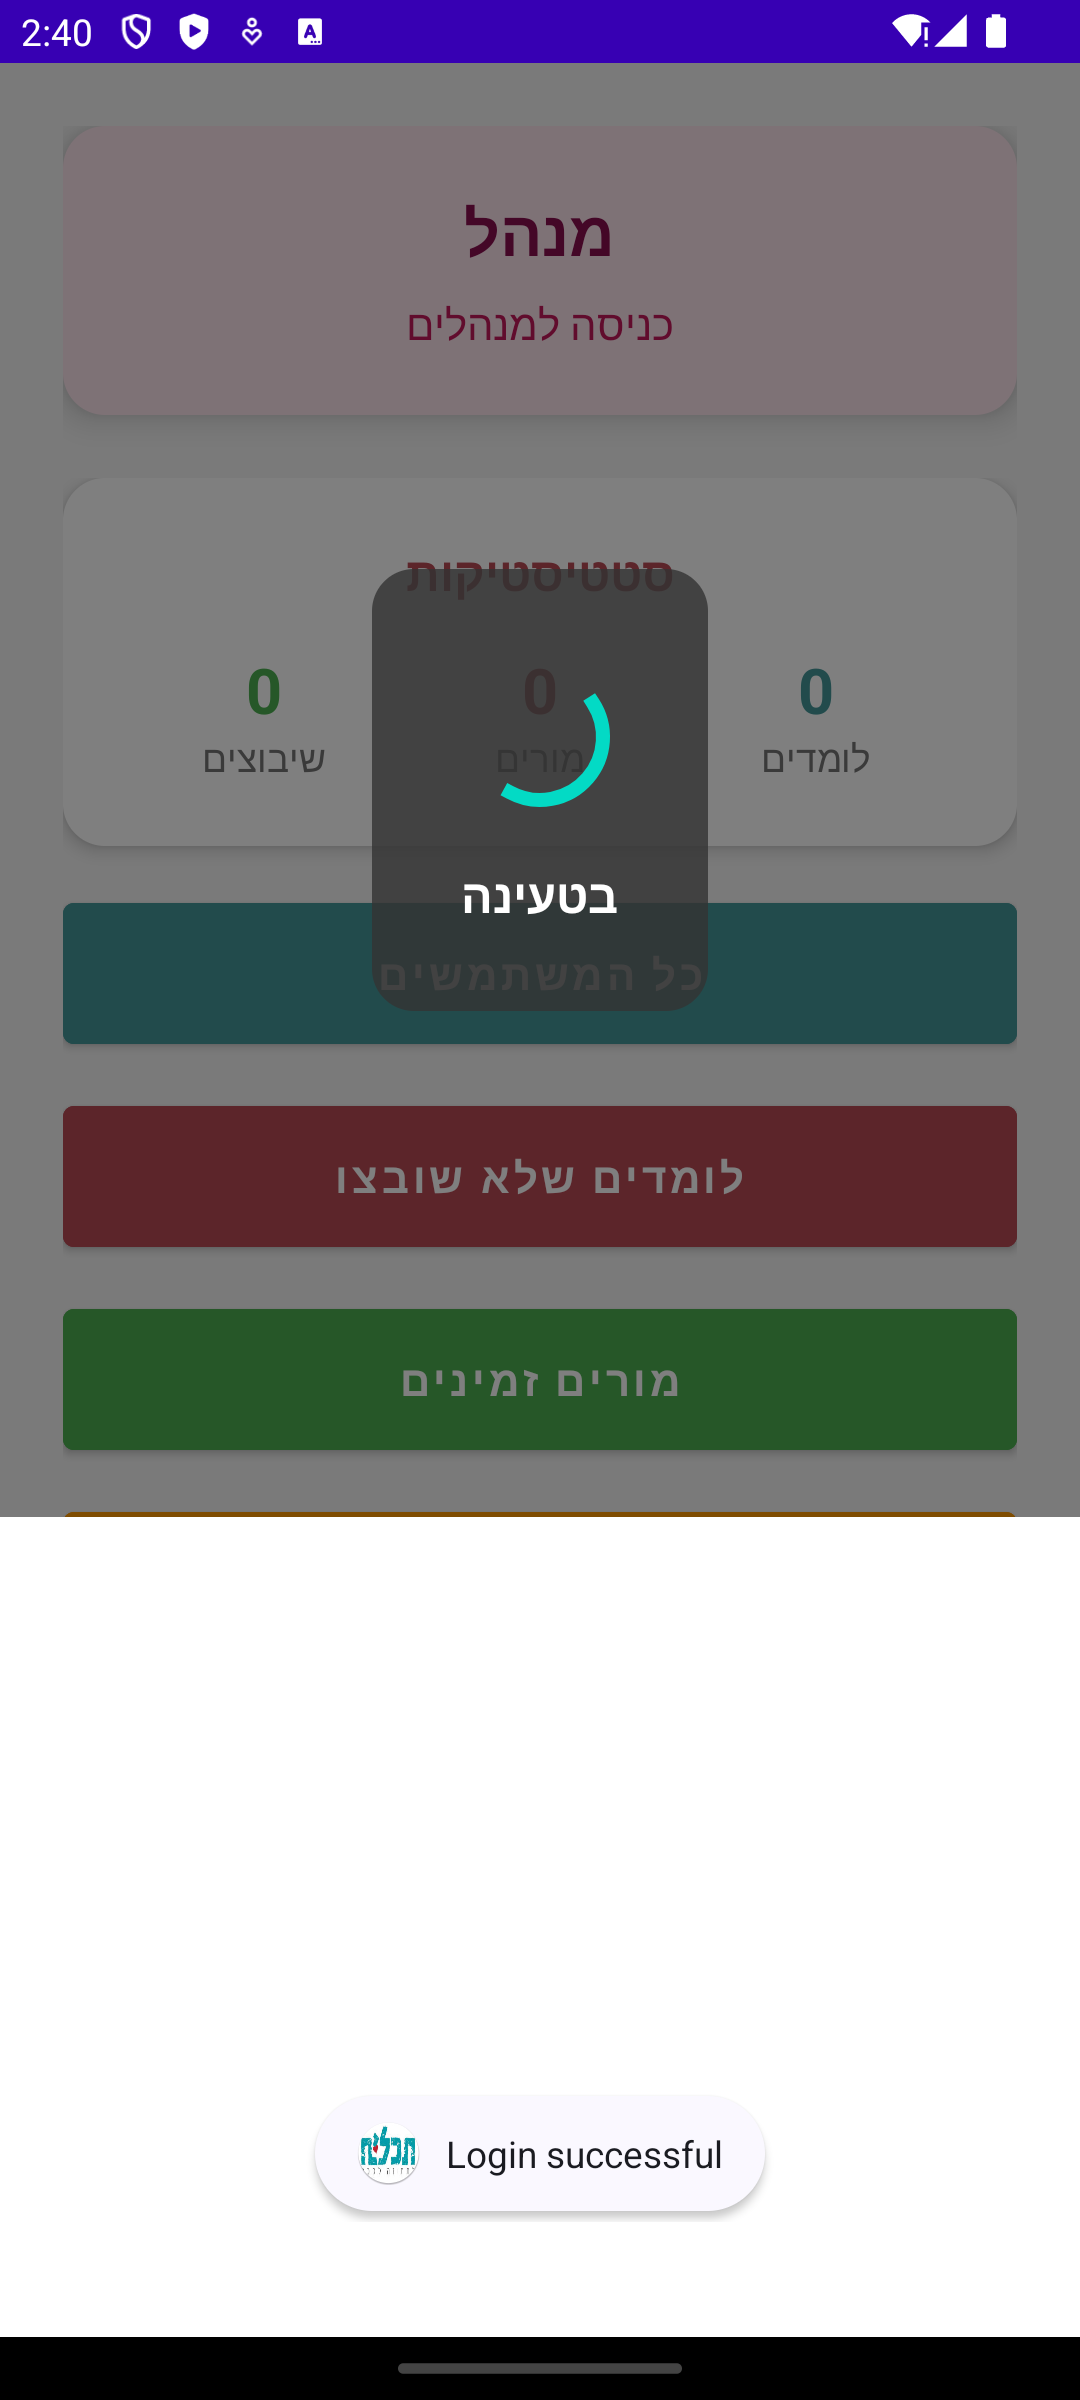 2:40
מנהל
כניסה למנהלים
סטטיסטיקות
0 0 0
לומדים מורים שיבוצים
בטעינה
כל המשתמשים
לומדים שלא שובצו
מורים זמינים
תכלית
Login successful